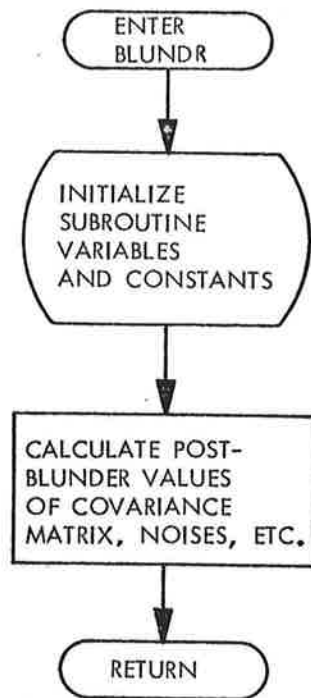 ENTER
BLUNDR
INITIALIZE
SUBROUTINE
VARIABLES
AND CONSTANTS
CALCULATE POST-
BLUNDER VALUES
OF COVARIANCE
MATRIX, NOISES, ETC.
RETURN